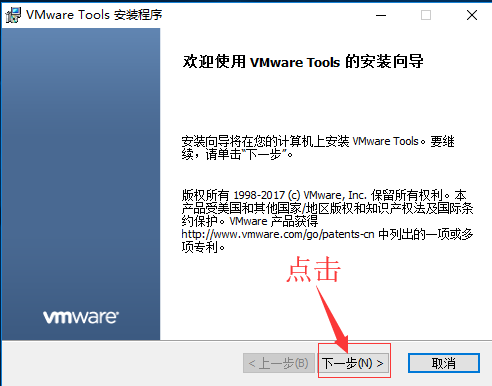 VMware Tools 安装程序
欢迎使用 VMware Tools 的安装向导
安装向导将在您的计算机上安装 VMware Tools。要继
续，请单击“下一步”。
版权所有 1998-2017 (c) VMware, Inc. 保留所有权利。本
产品受美国和其他国家/地区版权和知识产权法及国际条
约保护。VMware 产品获得
http://www.vmware.com/go/patents-cn 中列出的一项或多
项专利。
点击
vmware®
< 上一步(B)
下一步(N) >
取消